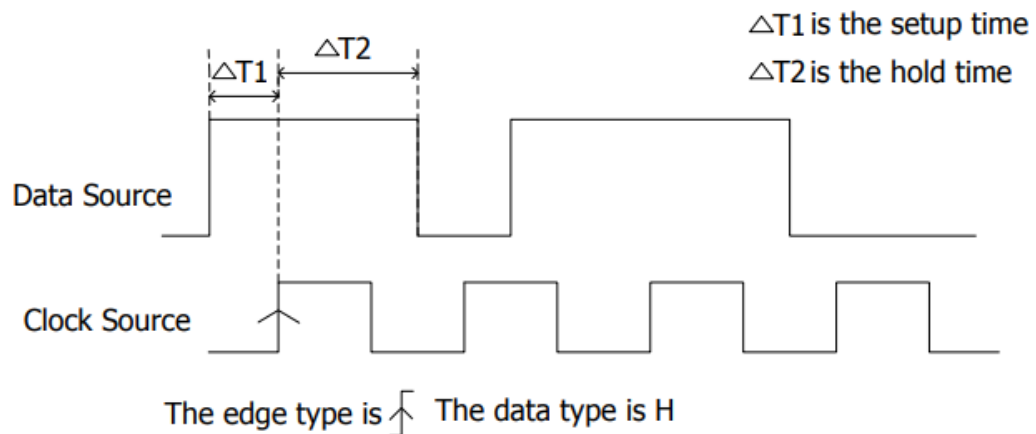 △T1 is the setup time
△T2 is the hold time
△T2
△T1
Data Source
Clock Source
The edge type is The data type is H